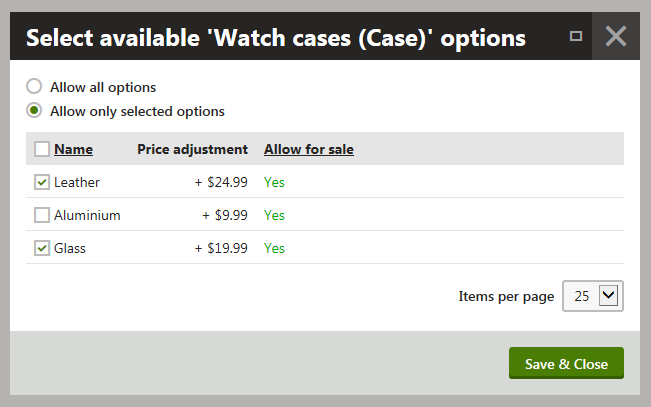 Select available 'Watch cases (Case)' options
Allow all options
Allow only selected options
Name Price adjustment Allow for sale
Leather + $24.99 Yes
Aluminium + $9.99 Yes
Glass + $19.99 Yes
Items per page 25
Save & Close